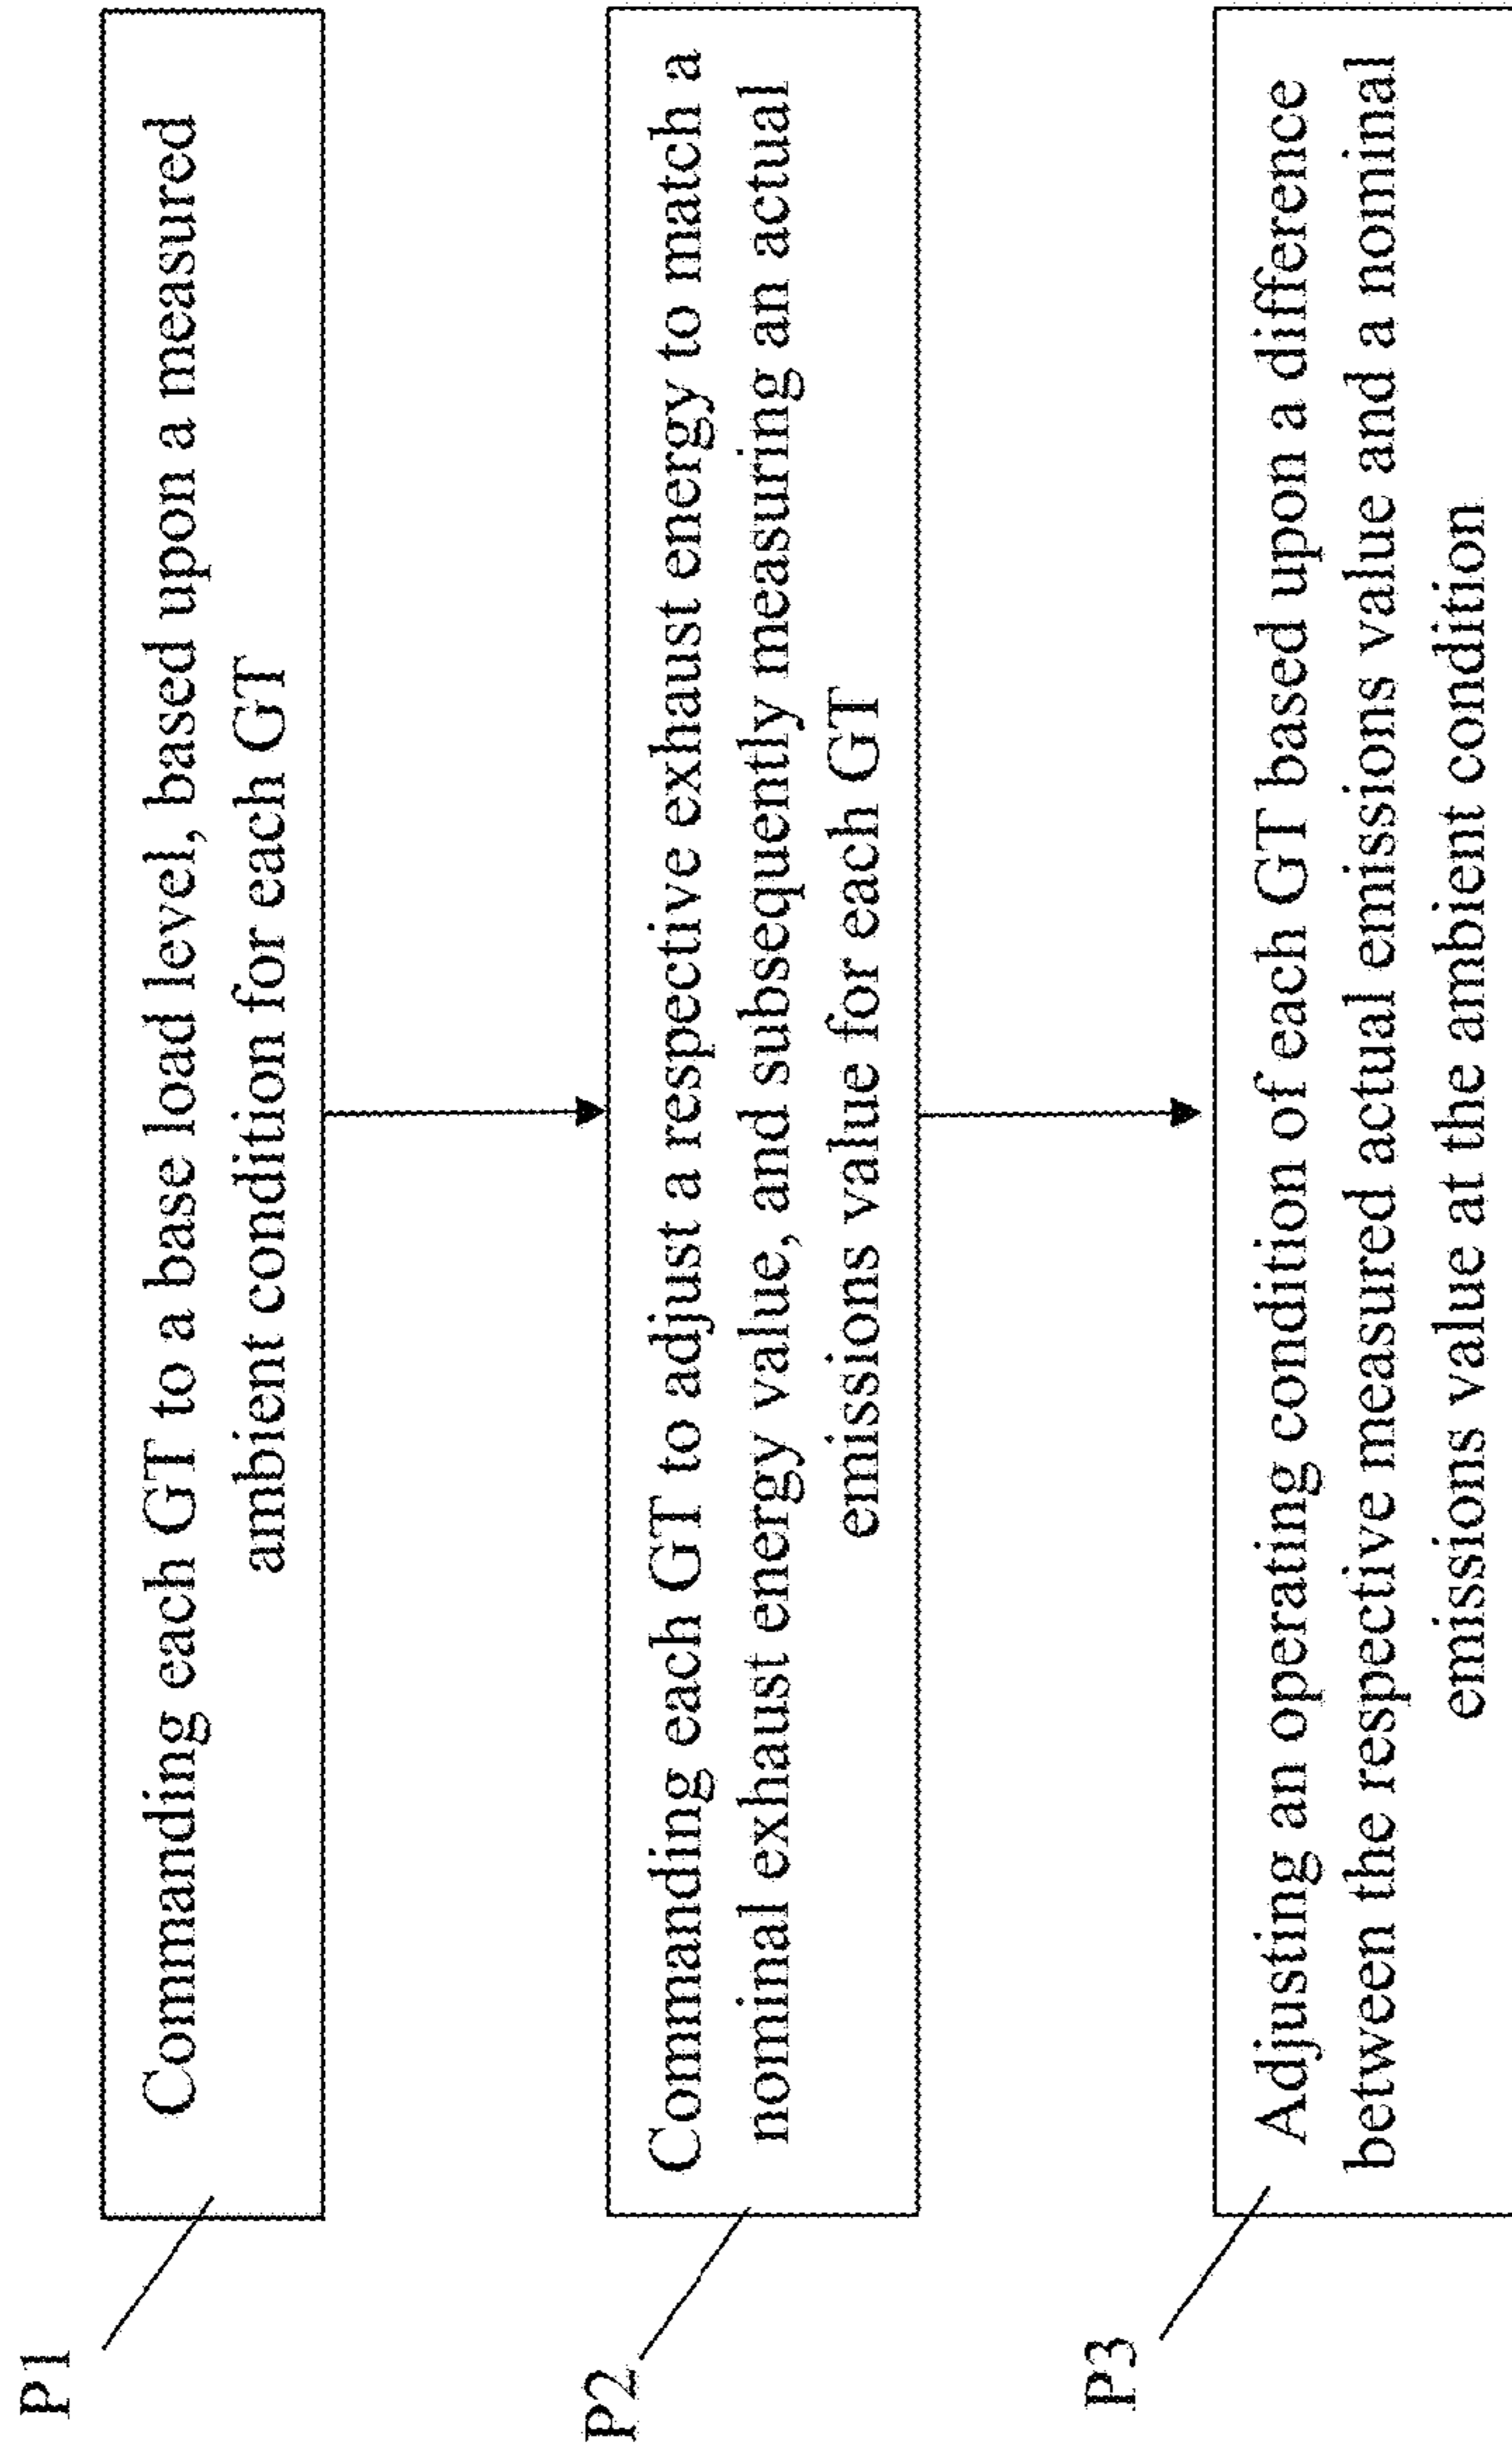 P1
Commanding each GT to a base load level, based upon a measured
ambient condition for each GT
P2
Commanding each GT to adjust a respective exhaust energy to match a
nominal exhaust energy value, and subsequently measuring an actual
emissions value for each GT
P3
Adjusting an operating condition of each GT based upon a difference
between the respective measured actual emissions value and a nominal
emissions value at the ambient condition